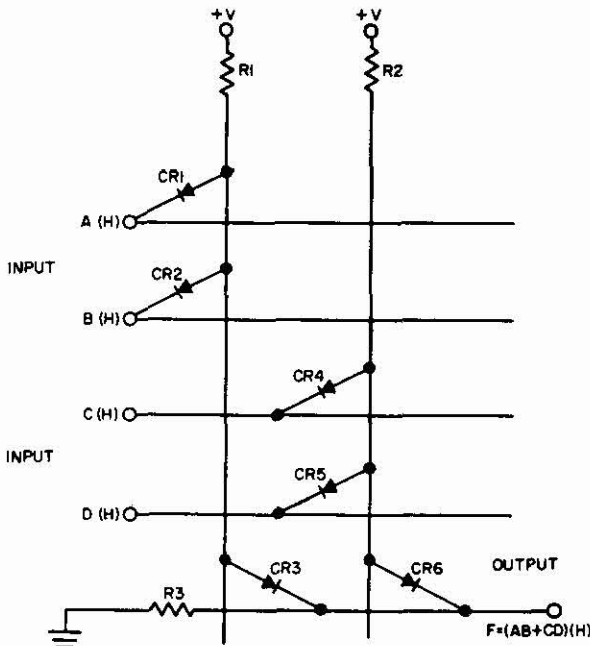 +V +V
R1 R2
CR1
A (H)
INPUT
CR2
B (H)
CR4
C (H)
INPUT
CR5
D (H)
CR3 CR6 OUTPUT
R3
F=(AB+CD)(H)